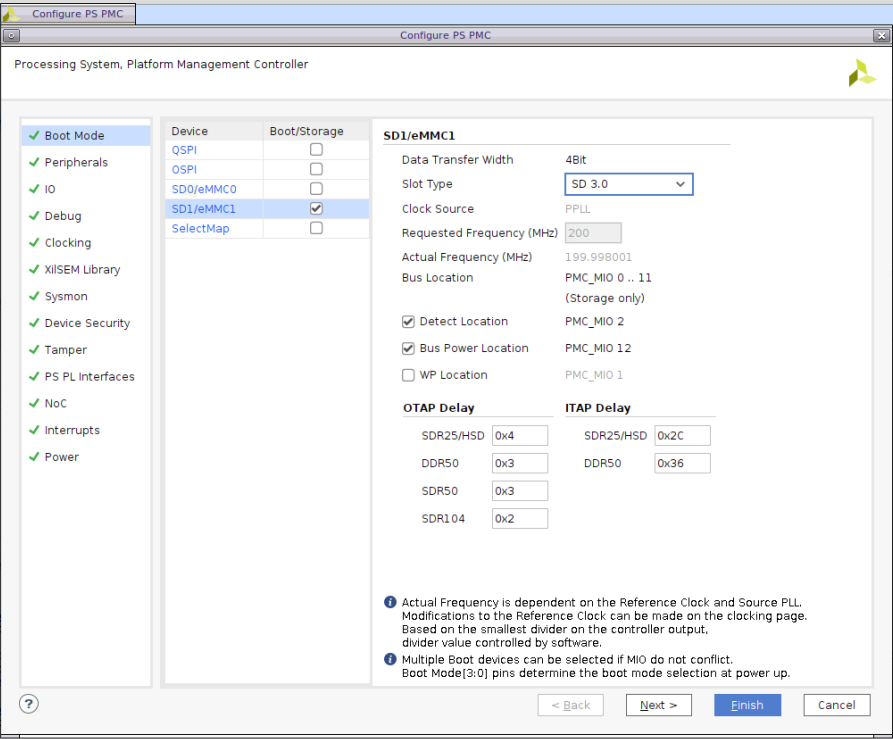 Configure PS PMC
Configure PS PMC
Processing System, Platform Management Controller
Boot Mode
Peripherals
IO
Debug
Clocking
XilSEM Library
Sysmon
Device Security
Tamper
PS PL Interfaces
NoC
Interrupts
Power
Device Boot/Storage
QSPI
OSPI
SD0/eMMC0
SD1/eMMC1
SelectMap
SD1/eMMC1
Data Transfer Width 4Bit
Slot Type SD 3.0
Clock Source PPLL
Requested Frequency (MHz) 200
Actual Frequency (MHz) 199.998001
Bus Location PMC_MIO 0 .. 11
(Storage only)
Detect Location PMC_MIO 2
Bus Power Location PMC_MIO 12
WP Location PMC_MIO 1
OTAP Delay ITAP Delay
SDR25/HSD 0x4 SDR25/HSD 0x2C
DDR50 0x3 DDR50 0x36
SDR50 0x3
SDR104 0x2
Actual Frequency is dependent on the Reference Clock and Source PLL.
Modifications to the Reference Clock can be made on the clocking page.
Based on the smallest divider on the controller output,
divider value controlled by software.
Multiple Boot devices can be selected if MIO do not conflict.
Boot Mode[3:0] pins determine the boot mode selection at power up.
? < Back Next > Finish Cancel